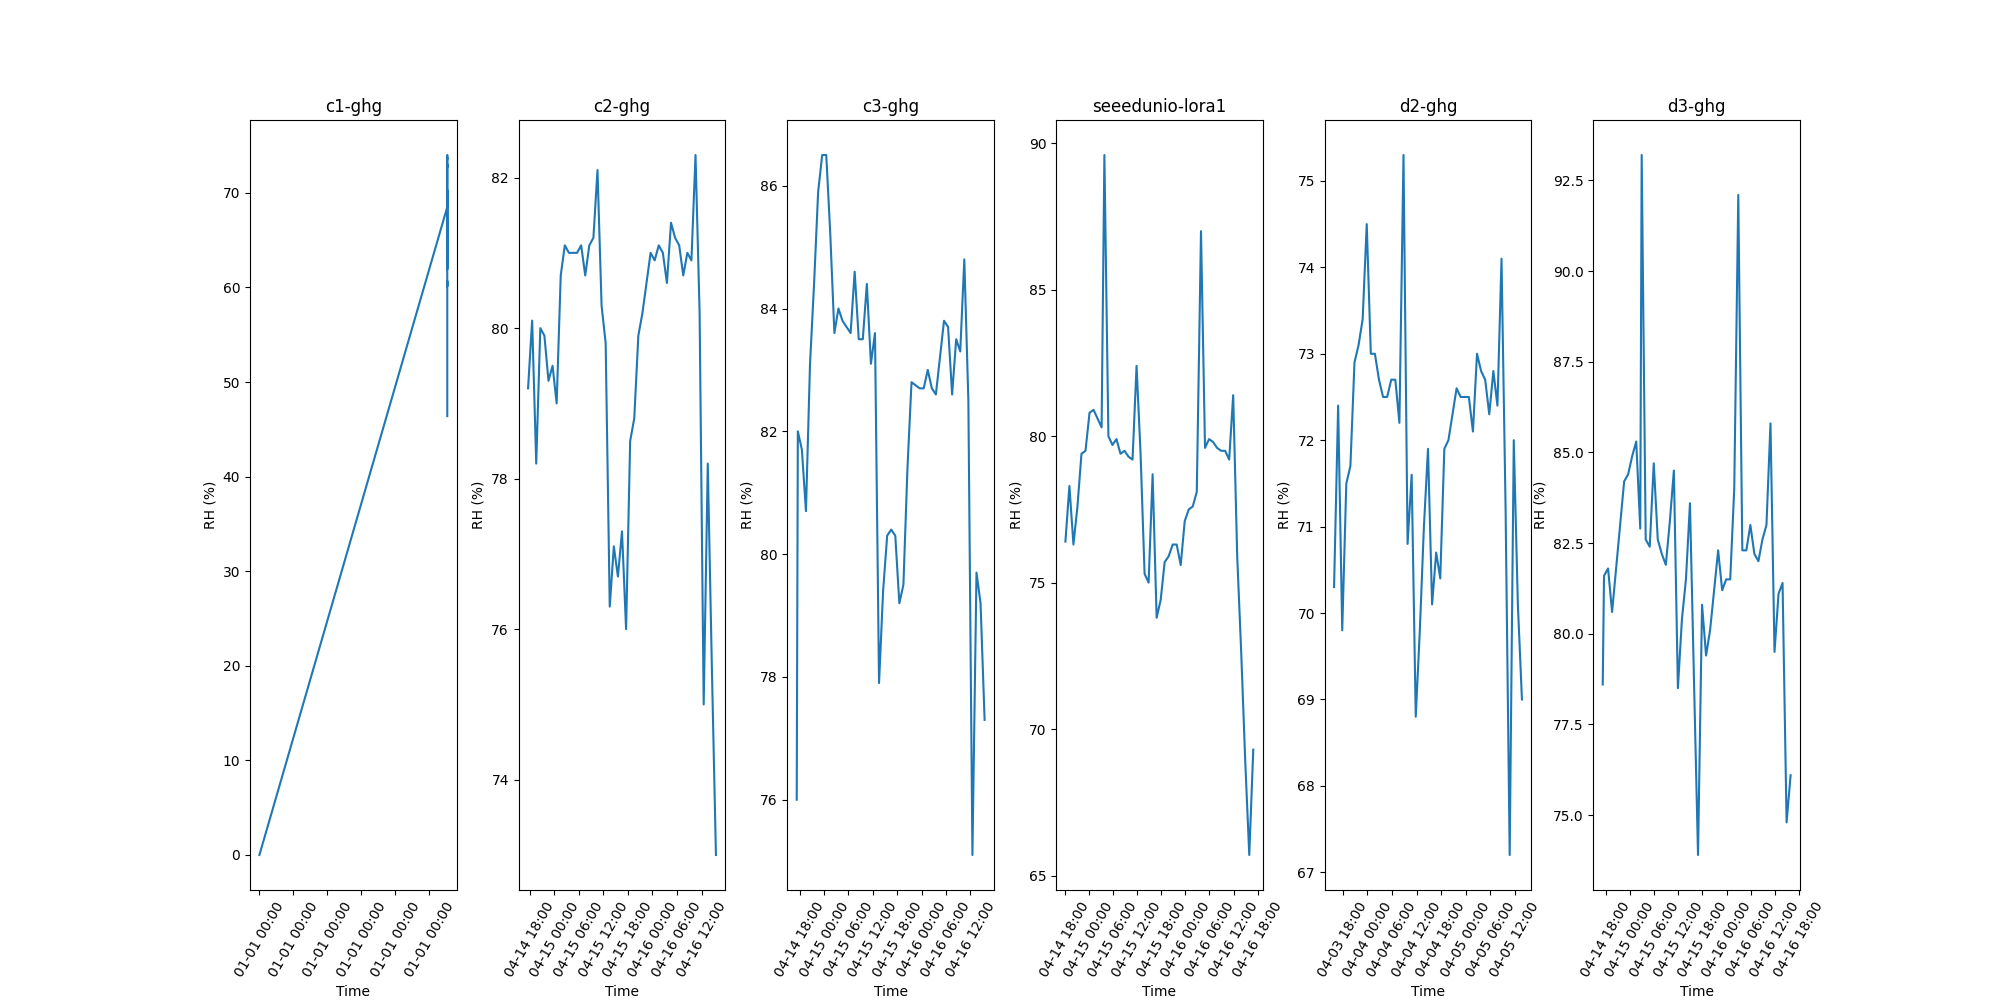 c1-ghg c2-ghg c3-ghg seeedunio-lora1 d2-ghg d3-ghg
RH (%)
70
60
50
40
30
20
10
0
01-01 00:00 01-01 00:00 01-01 00:00 01-01 00:00 01-01 00:00 01-01 00:00
Time
RH (%)
82
80
78
76
74
04-14 18:00 04-15 00:00 04-15 06:00 04-15 12:00 04-15 18:00 04-16 00:00 04-16 06:00 04-16 12:00
Time
RH (%)
86
84
82
80
78
76
04-14 18:00 04-15 00:00 04-15 06:00 04-15 12:00 04-15 18:00 04-16 00:00 04-16 06:00 04-16 12:00
Time
RH (%)
90
85
80
75
70
65
04-14 18:00 04-15 00:00 04-15 06:00 04-15 12:00 04-15 18:00 04-16 00:00 04-16 06:00 04-16 12:00 04-16 18:00
Time
RH (%)
75
74
73
72
71
70
69
68
67
04-03 18:00 04-04 00:00 04-04 06:00 04-04 12:00 04-04 18:00 04-05 00:00 04-05 06:00 04-05 12:00
Time
RH (%)
92.5
90.0
87.5
85.0
82.5
80.0
77.5
75.0
04-14 18:00 04-15 00:00 04-15 06:00 04-15 12:00 04-15 18:00 04-16 00:00 04-16 06:00 04-16 12:00 04-16 18:00
Time